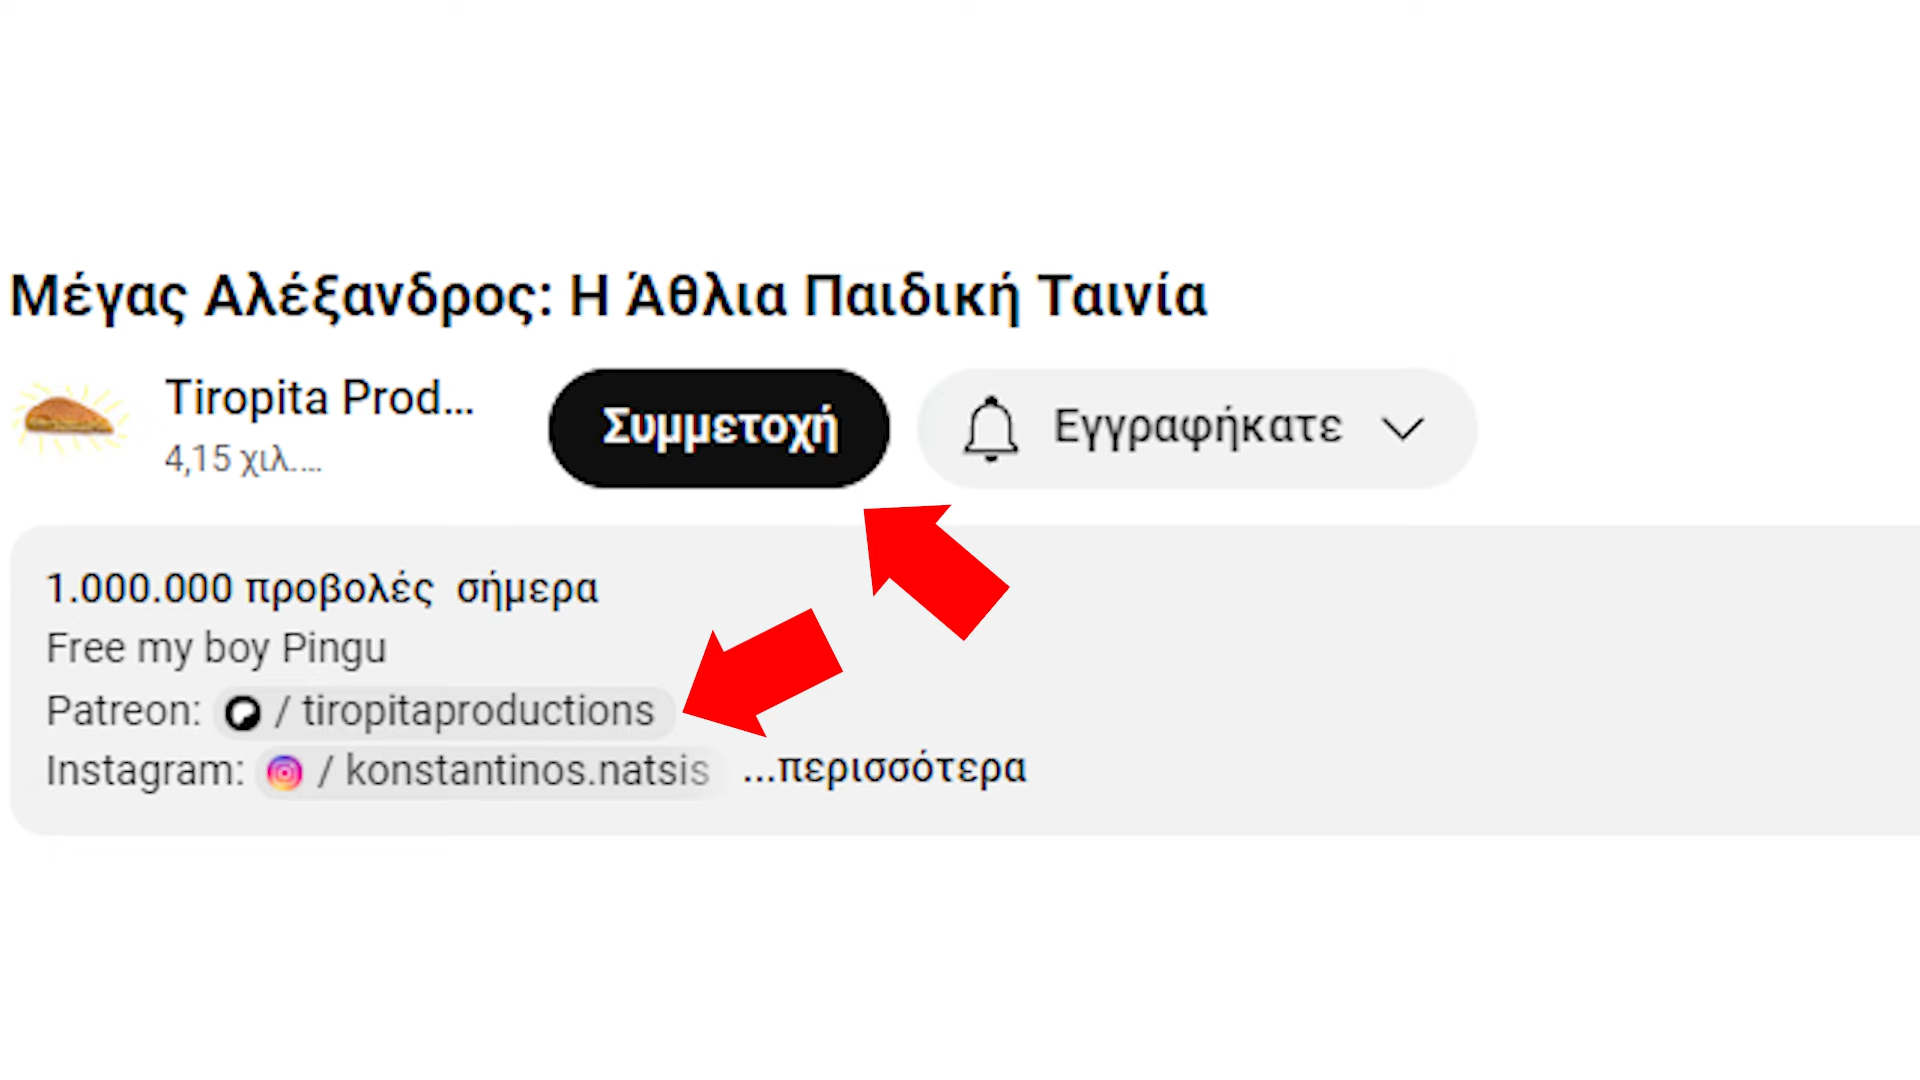 Μέγας Αλέξανδρος: Η Άθλια Παιδική Ταινία
Tiropita Prod...
4,15 χιλ....
Συμμετοχή
Εγγραφήκατε
1.000.000 προβολές σήμερα
Free my boy Pingu
Patreon: / tiropitaproductions
Instagram: / konstantinos.natsis ...περισσότερα